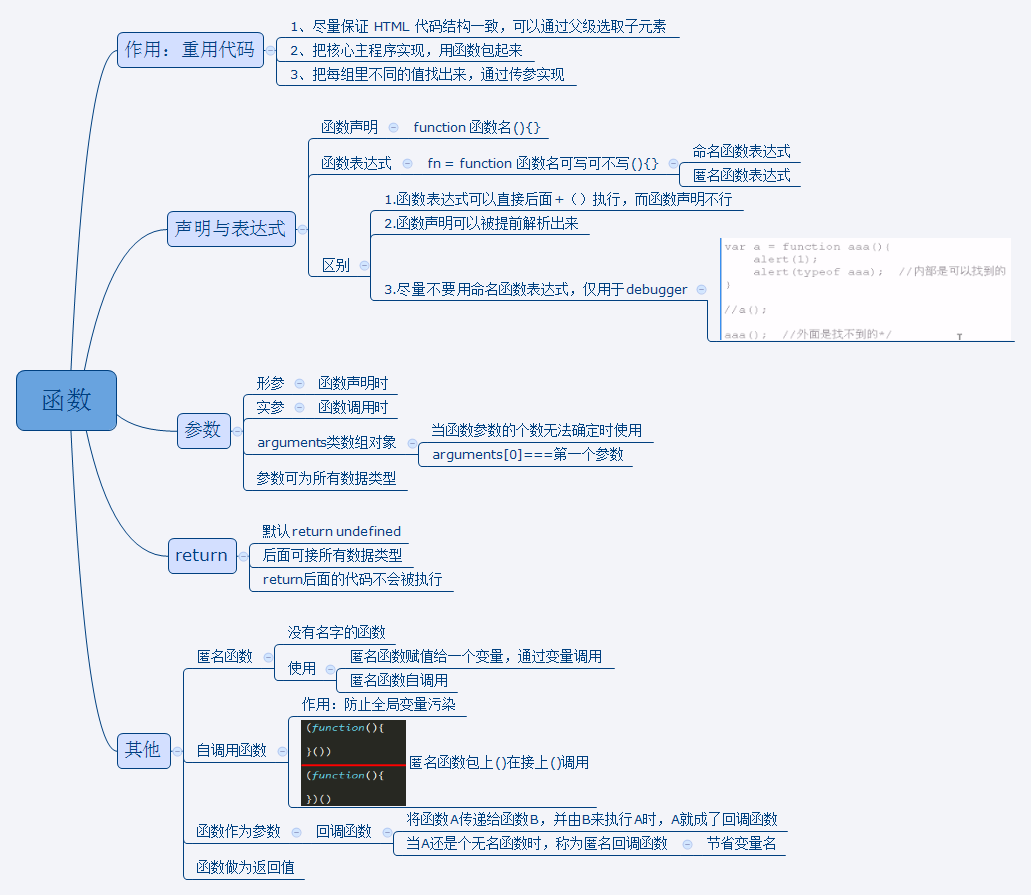 作用：重用代码
1、尽量保证 HTML 代码结构一致，可以通过父级选取子元素
2、把核心主程序实现，用函数包起来
3、把每组里不同的值找出来，通过传参实现
函数声明
function 函数名(){}
函数表达式
fn = function 函数名可写可不写(){}
命名函数表达式
匿名函数表达式
声明与表达式
区别
1.函数表达式可以直接后面+（）执行，而函数声明不行
2.函数声明可以被提前解析出来
3.尽量不要用命名函数表达式，仅用于debugger
var a = function aaa(){
alert(1);
alert(typeof aaa); //内部是可以找到的
}
//a();
aaa(); //外面是找不到的*/
函数
参数
形参
函数声明时
实参
函数调用时
arguments类数组对象
当函数参数的个数无法确定时使用
arguments[0]===第一个参数
参数可为所有数据类型
return
默认return undefined
后面可接所有数据类型
return后面的代码不会被执行
其他
匿名函数
没有名字的函数
使用
匿名函数赋值给一个变量，通过变量调用
匿名函数自调用
自调用函数
作用：防止全局变量污染
(function(){
}())
(function(){
})()
匿名函数包上()在接上()调用
函数作为参数
回调函数
将函数A传递给函数B，并由B来执行A时，A就成了回调函数
当A还是个无名函数时，称为匿名回调函数
节省变量名
函数做为返回值